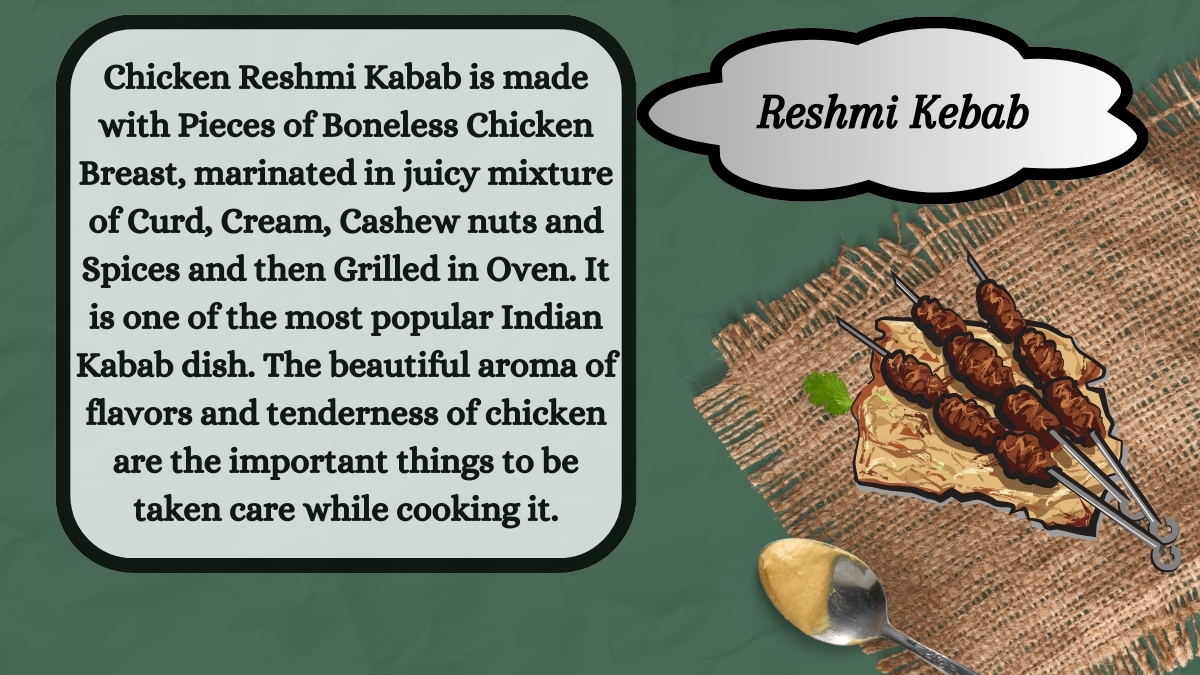 Chicken Reshmi Kabab is made
with Pieces of Boneless Chicken
Breast, marinated in juicy mixture
of Curd, Cream, Cashew nuts and
Spices and then Grilled in Oven. It
is one of the most popular Indian
Kabab dish. The beautiful aroma of
flavors and tenderness of chicken
are the important things to be
taken care while cooking it.
Reshmi Kebab